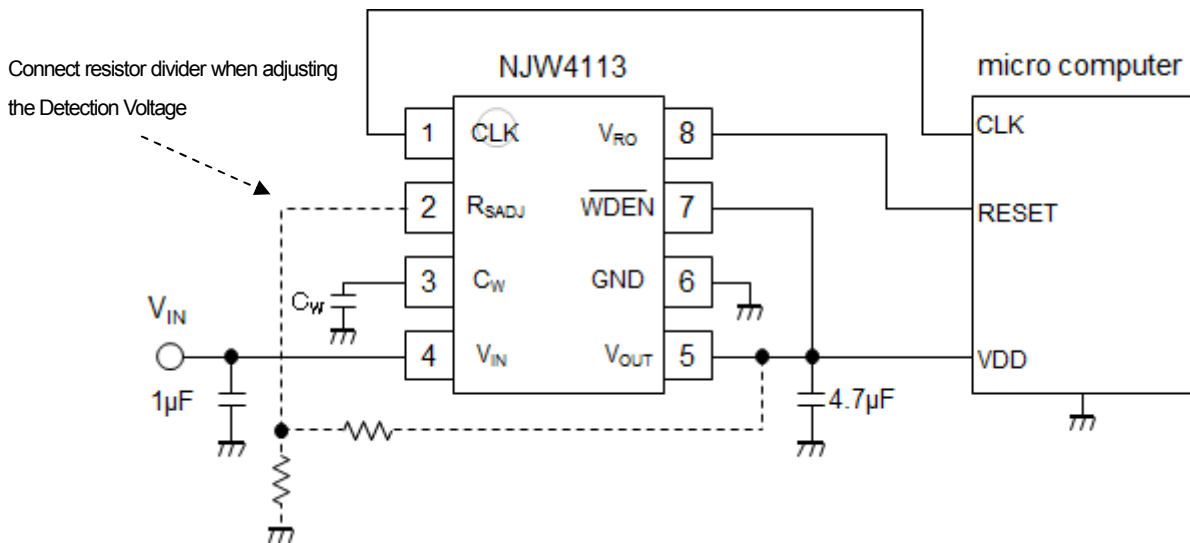 Connect resistor divider when adjusting
the Detection Voltage
NJW4113
micro computer
1 CLK
VRO 8
CLK
2 RSADJ
WDEN 7
RESET
3 CW
GND 6
CW
VIN
4 VIN
VOUT 5
VDD
1µF
4.7µF